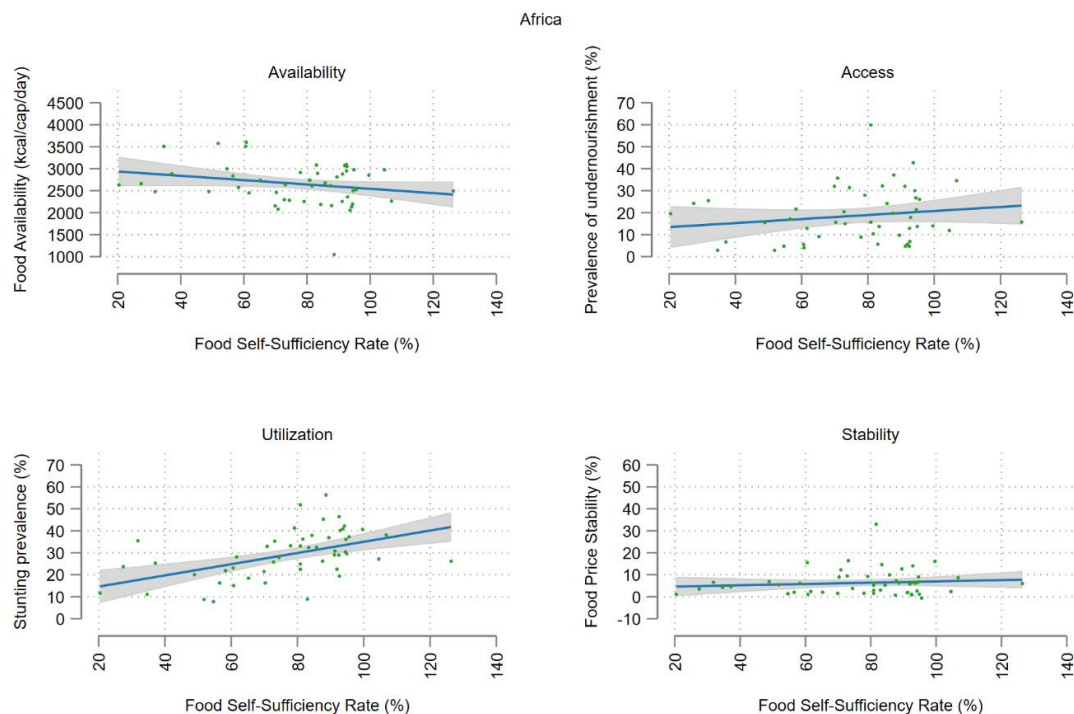 Africa
Availability
Food Availability (kcal/cap/day)
4500
4000
3000
2500
2000
1500
1000
20 40 60 80 100 120 140
Food Self-Sufficiency Rate (%)
Access
Prevalence of undernourishment (%)
70
60
30
20
10
0
20 40 60 80 100 120 140
Food Self-Sufficiency Rate (%)
Utilization
Stunting prevalence (%)
70
60
50
40
30
20
10
0
20 40 60 80 100 120 140
Food Self-Sufficiency Rate (%)
Stability
Food Price Stability (%)
60
50
40
30
20
10
0
-10
20 40 60 80 100 120 140
Food Self-Sufficiency Rate (%)